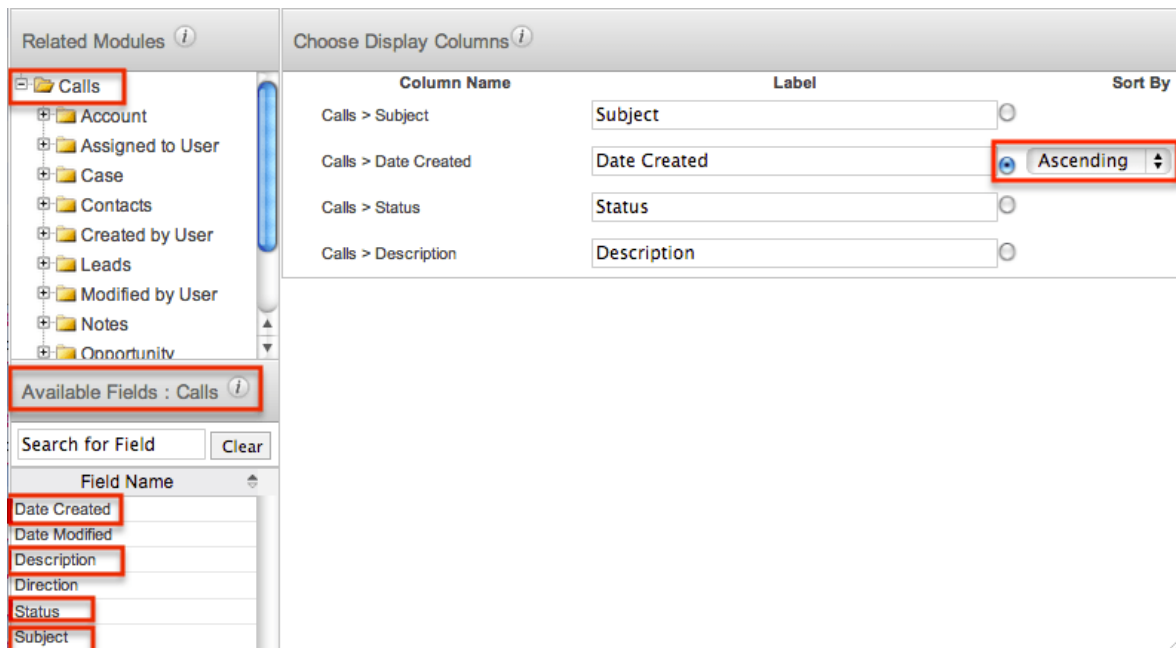 Related Modules i
Calls
Account
Assigned to User
Case
Contacts
Created by User
Leads
Modified by User
Notes
Opportunity
Available Fields : Calls i
Search for Field Clear
Field Name
Date Created
Date Modified
Description
Direction
Status
Subject
Choose Display Columns i
Column Name Label Sort By
Calls > Subject Subject
Calls > Date Created Date Created Ascending
Calls > Status Status
Calls > Description Description